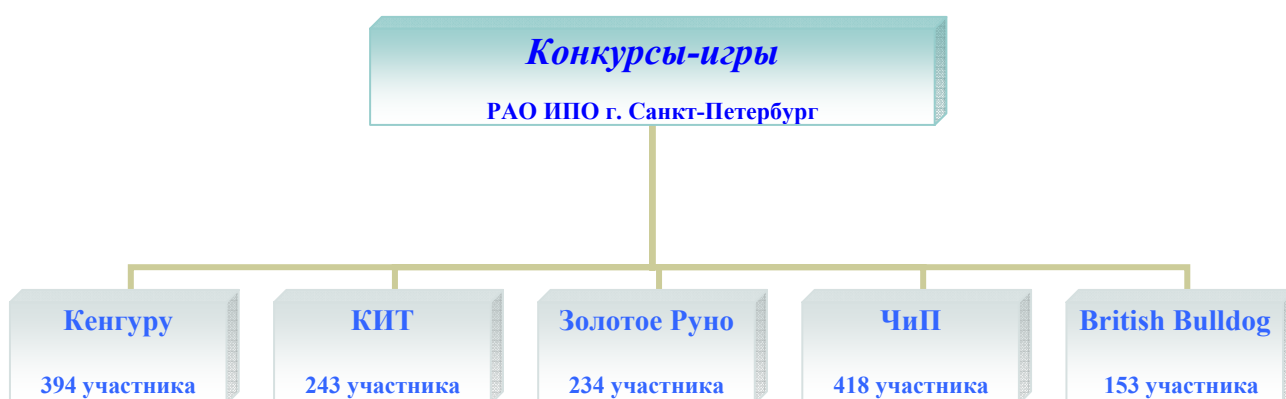 Конкурсы-игры
РАО ИПО г. Санкт-Петербург
Кенгуру
394 участника
КИТ
243 участника
Золотое Руно
234 участника
ЧиП
418 участника
British Bulldog
153 участника